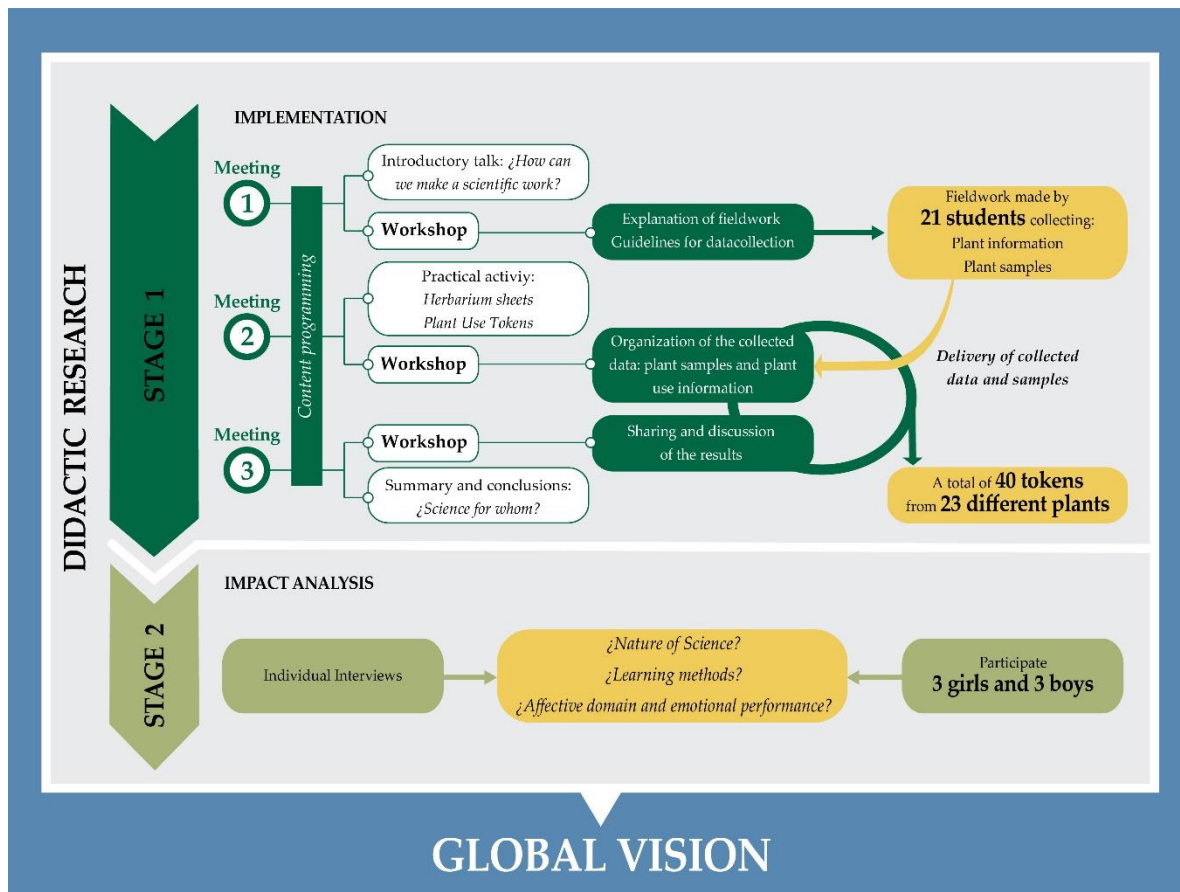 DIDACTIC RESEARCH
STAGE 1
IMPLEMENTATION
Meeting
1
Content programming
Introductory talk: ¿How can
we make a scientific work?
Workshop
Explanation of fieldwork
Guidelines for datacollection
Fieldwork made by
21 students collecting:
Plant information
Plant samples
Meeting
2
Practical activiy:
Herbarium sheets
Plant Use Tokens
Workshop
Organization of the collected
data: plant samples and plant
use information
Delivery of collected
data and samples
Meeting
3
Workshop
Sharing and discussion
of the results
Summary and conclusions:
¿Science for whom?
A total of 40 tokens
from 23 different plants
STAGE 2
IMPACT ANALYSIS
Individual Interviews
¿Nature of Science?
¿Learning methods?
¿Affective domain and emotional performance?
Participate
3 girls and 3 boys
GLOBAL VISION